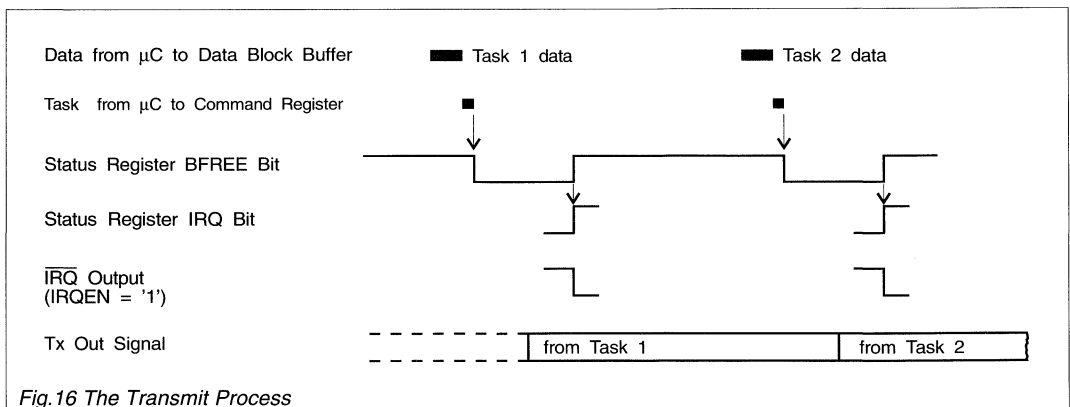 Data from μC to Data Block Buffer
Task 1 data
Task 2 data
Task from μC to Command Register
Status Register BFREE Bit
Status Register IRQ Bit
IRQ Output
(IRQEN = '1')
Tx Out Signal
from Task 1
from Task 2
Fig.16 The Transmit Process